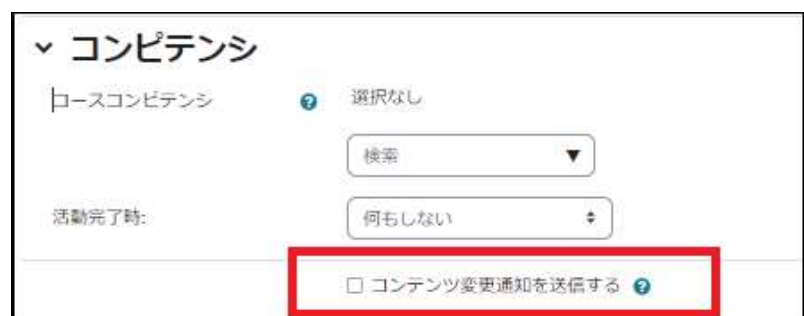 コンピテンシ
コースコンピテンシ 選択なし
検索
活動完了時: 何もしない
コンテンツ変更通知を送信する